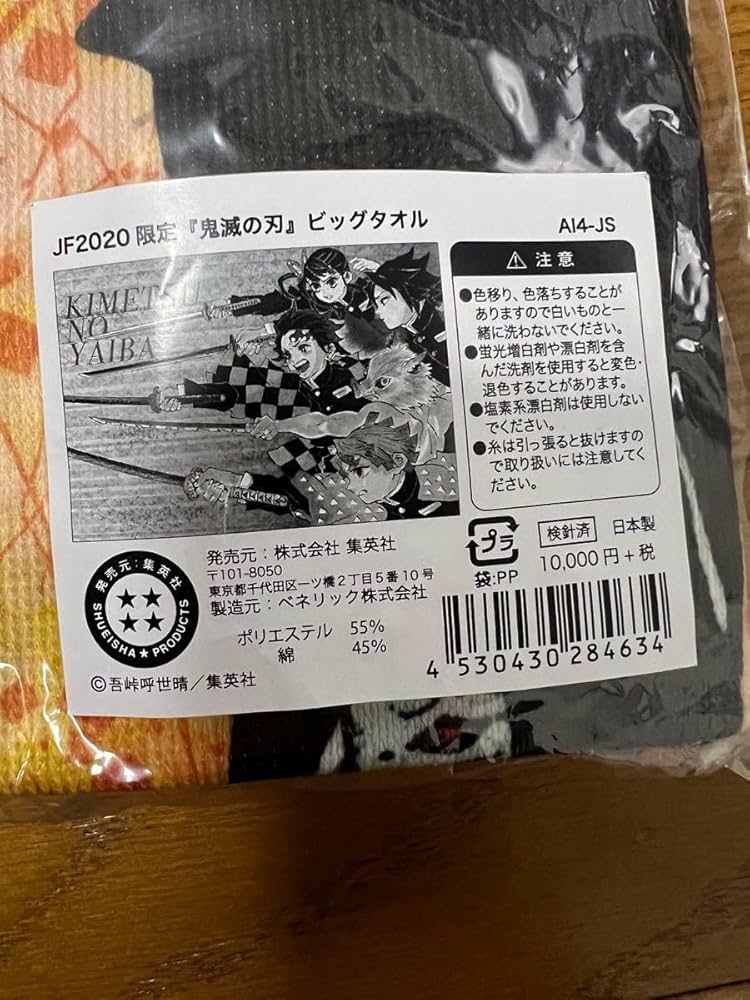 JF2020 限定『鬼滅の刃』ビッグタオル
AI4-JS
KIMETSU
NO
YAIBA
注意
●色移り、色落ちすることが
ありますので白いものと一
緒に洗わないでください。
●蛍光増白剤や漂白剤を含
んだ洗剤を使用すると変色・
退色することがあります。
●塩素系漂白剤は使用しない
でください。
●糸は引っ張ると抜けますの
で取り扱いには注意してく
ださい。
発売元:集英社
SHUEISHA★PRODUCTS
発売元:株式会社 集英社
〒101-8050
東京都千代田区一ツ橋2丁目5番10号
製造元:ベネリック株式会社
ポリエステル 55%
綿 45%
©吾峠呼世晴/集英社
プラ
袋:PP
検針済 日本製
10,000円+税
4 530430 284634